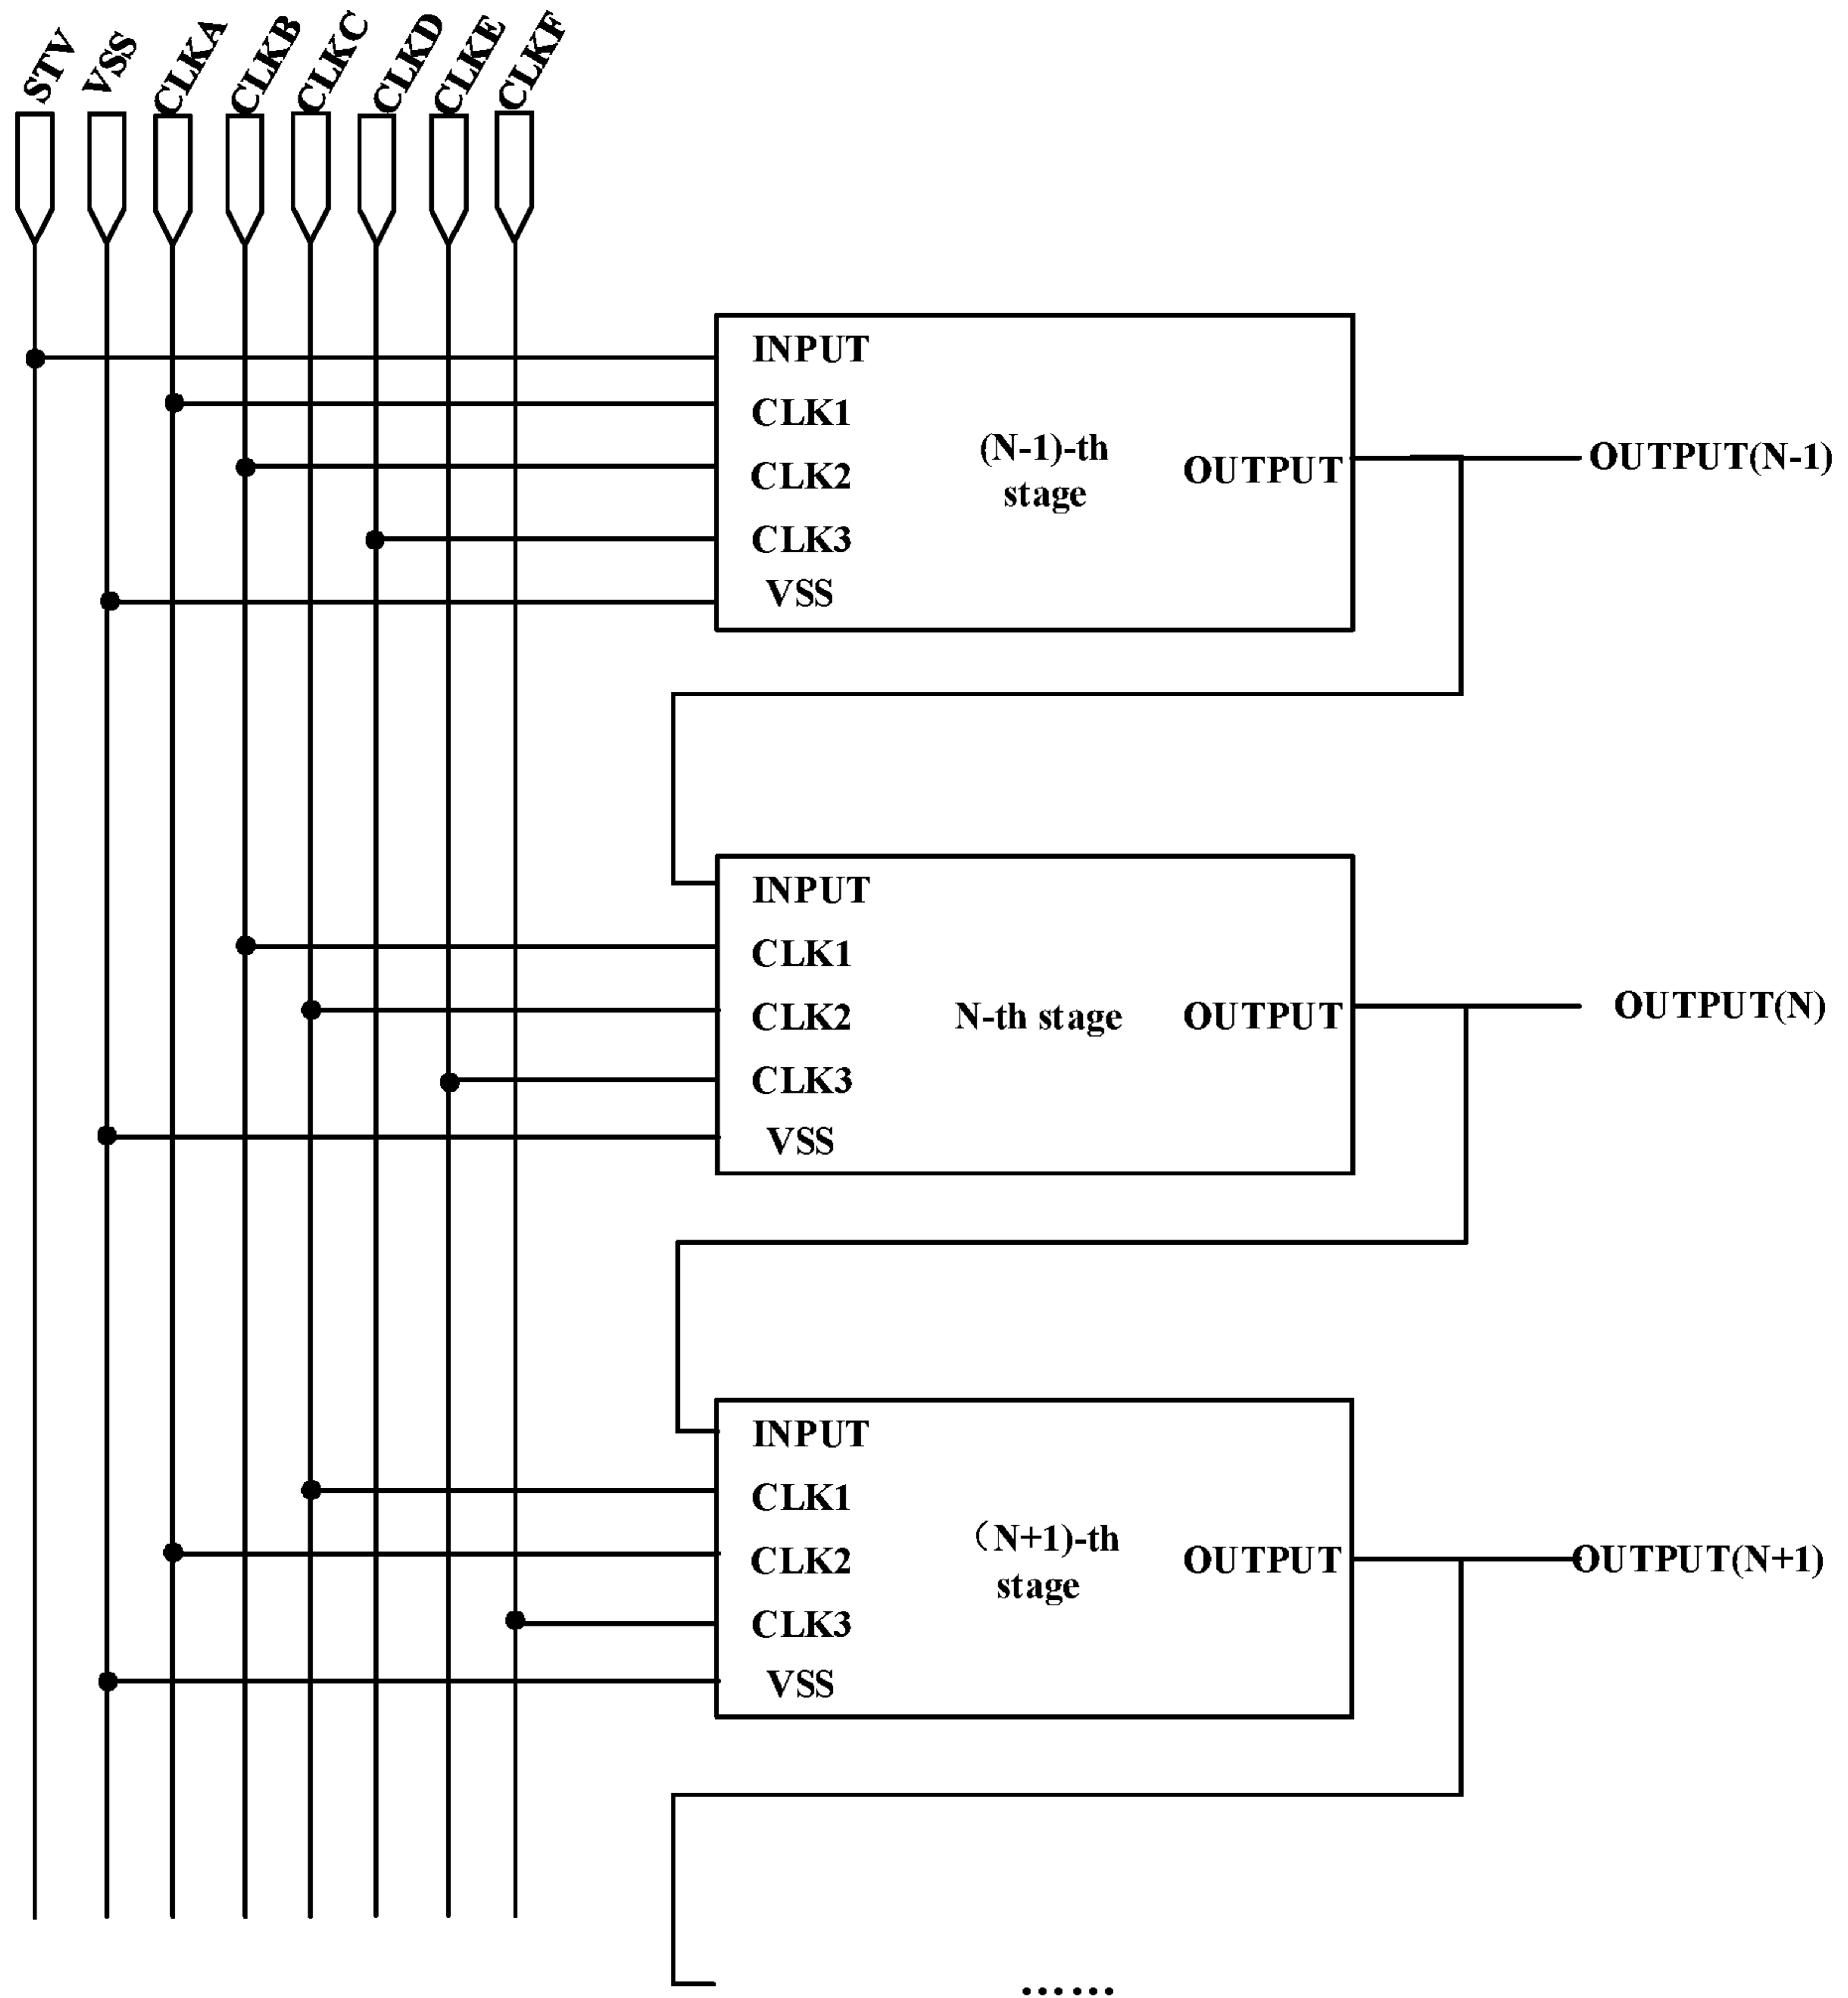 STV
VSS
CLKA
CLKB
CLKC
CLKD
CLKE
CLKF
INPUT
CLK1
CLK2
CLK3
VSS
(N-1)-th
stage
OUTPUT
OUTPUT(N-1)
INPUT
CLK1
CLK2
CLK3
VSS
N-th stage
OUTPUT
OUTPUT(N)
INPUT
CLK1
CLK2
CLK3
VSS
（N+1)-th
stage
OUTPUT
OUTPUT(N+1)
······